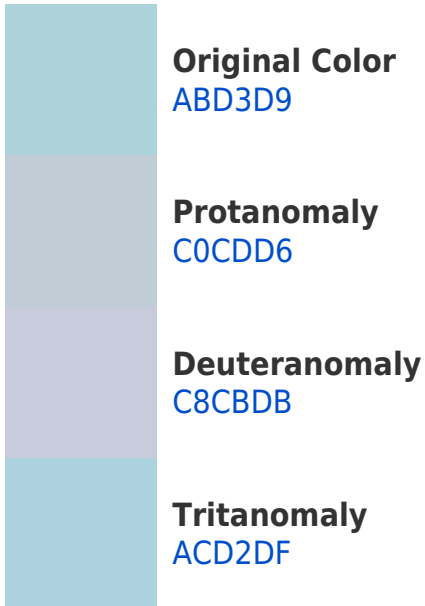 Original Color
ABD3D9
Protanomaly
C0CDD6
Deuteranomaly
C8CBDB
Tritanomaly
ACD2DF